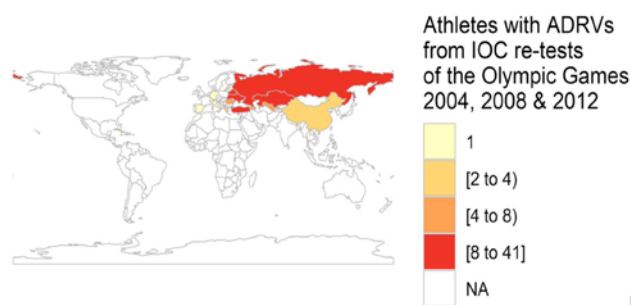 Athletes with ADRVs
from IOC re-tests
of the Olympic Games
2004, 2008 & 2012
1
[2 to 4)
[4 to 8)
[8 to 41]
NA